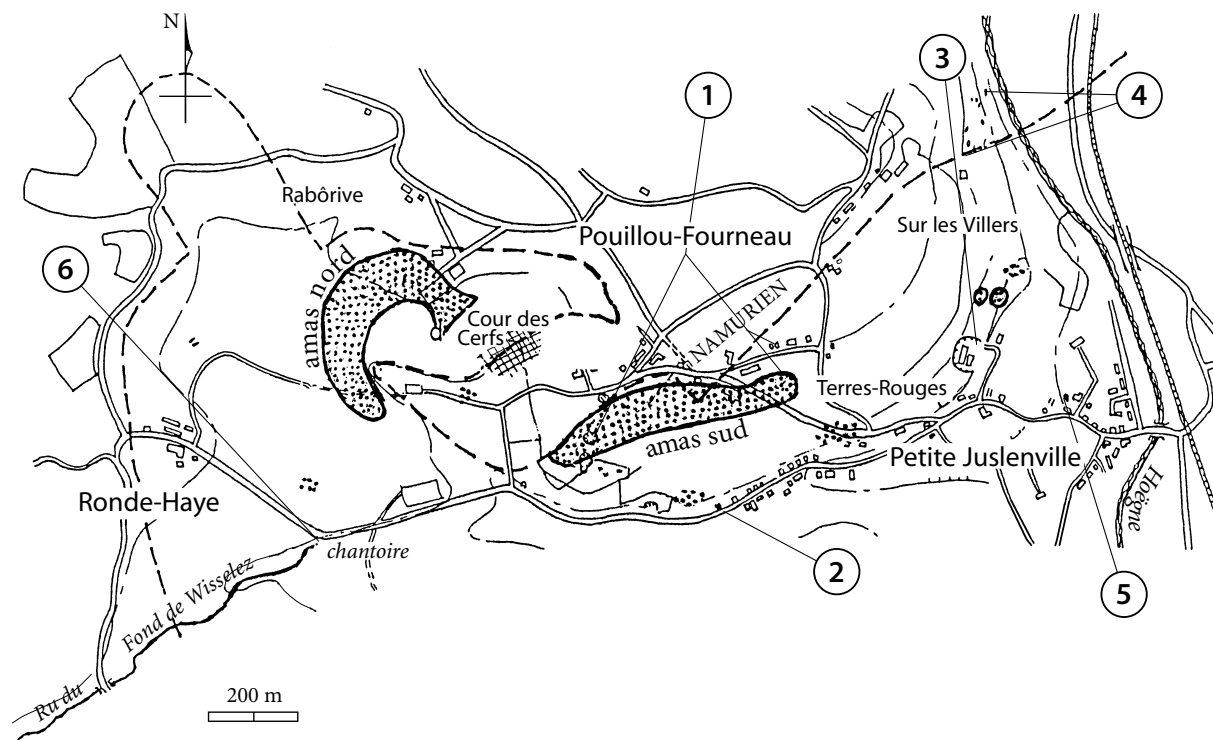 N
1
3
4
Rabôrive
Sur les Villers
Pouillou-Fourneau
6
amas nord
NAMURIEN
Cour des
Cerfs
Terres-Rouges
amas sud
Petite Juslenville
Ronde-Haye
Hoëgne
chantoire
2
5
Ru du Fond de Wisselez
200 m